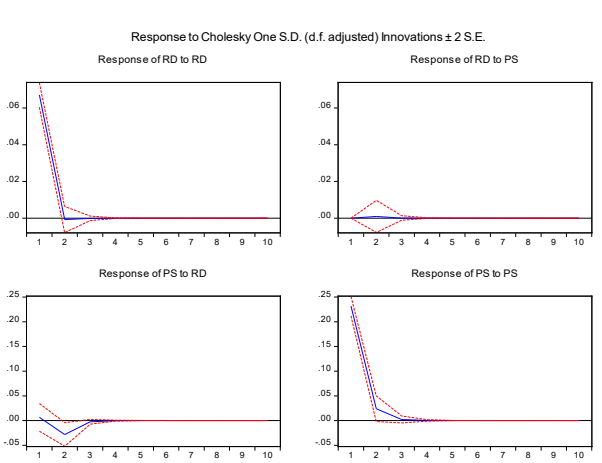 Response to Cholesky One S.D. (d.f. adjusted) Innovations ± 2 S.E.
Response of RD to RD
.06
.04
.02
.00
1 2 3 4 5 6 7 8 9 10
Response of RD to PS
.06
.04
.02
.00
1 2 3 4 5 6 7 8 9 10
Response of PS to RD
.25
.20
.15
.10
.05
.00
-.05
1 2 3 4 5 6 7 8 9 10
Response of PS to PS
.25
.20
.15
.10
.05
.00
-.05
1 2 3 4 5 6 7 8 9 10